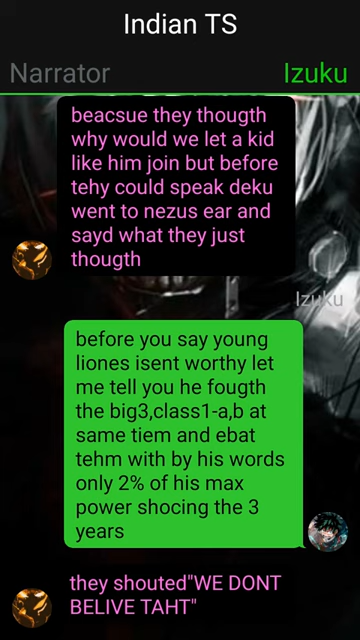 Indian TS
Narrator
Izuku
beacsue they thougth
why would we let a kid
like him join but before
tehy could speak deku
went to nezus ear and
sayd what they just
thougth
Izuku
before you say young
liones isent worthy let
me tell you he fougth
the big3,class1-a,b at
same tiem and ebat
tehm with by his words
only 2% of his max
power shocing the 3
years
they shouted"WE DONT
BELIVE TAHT"